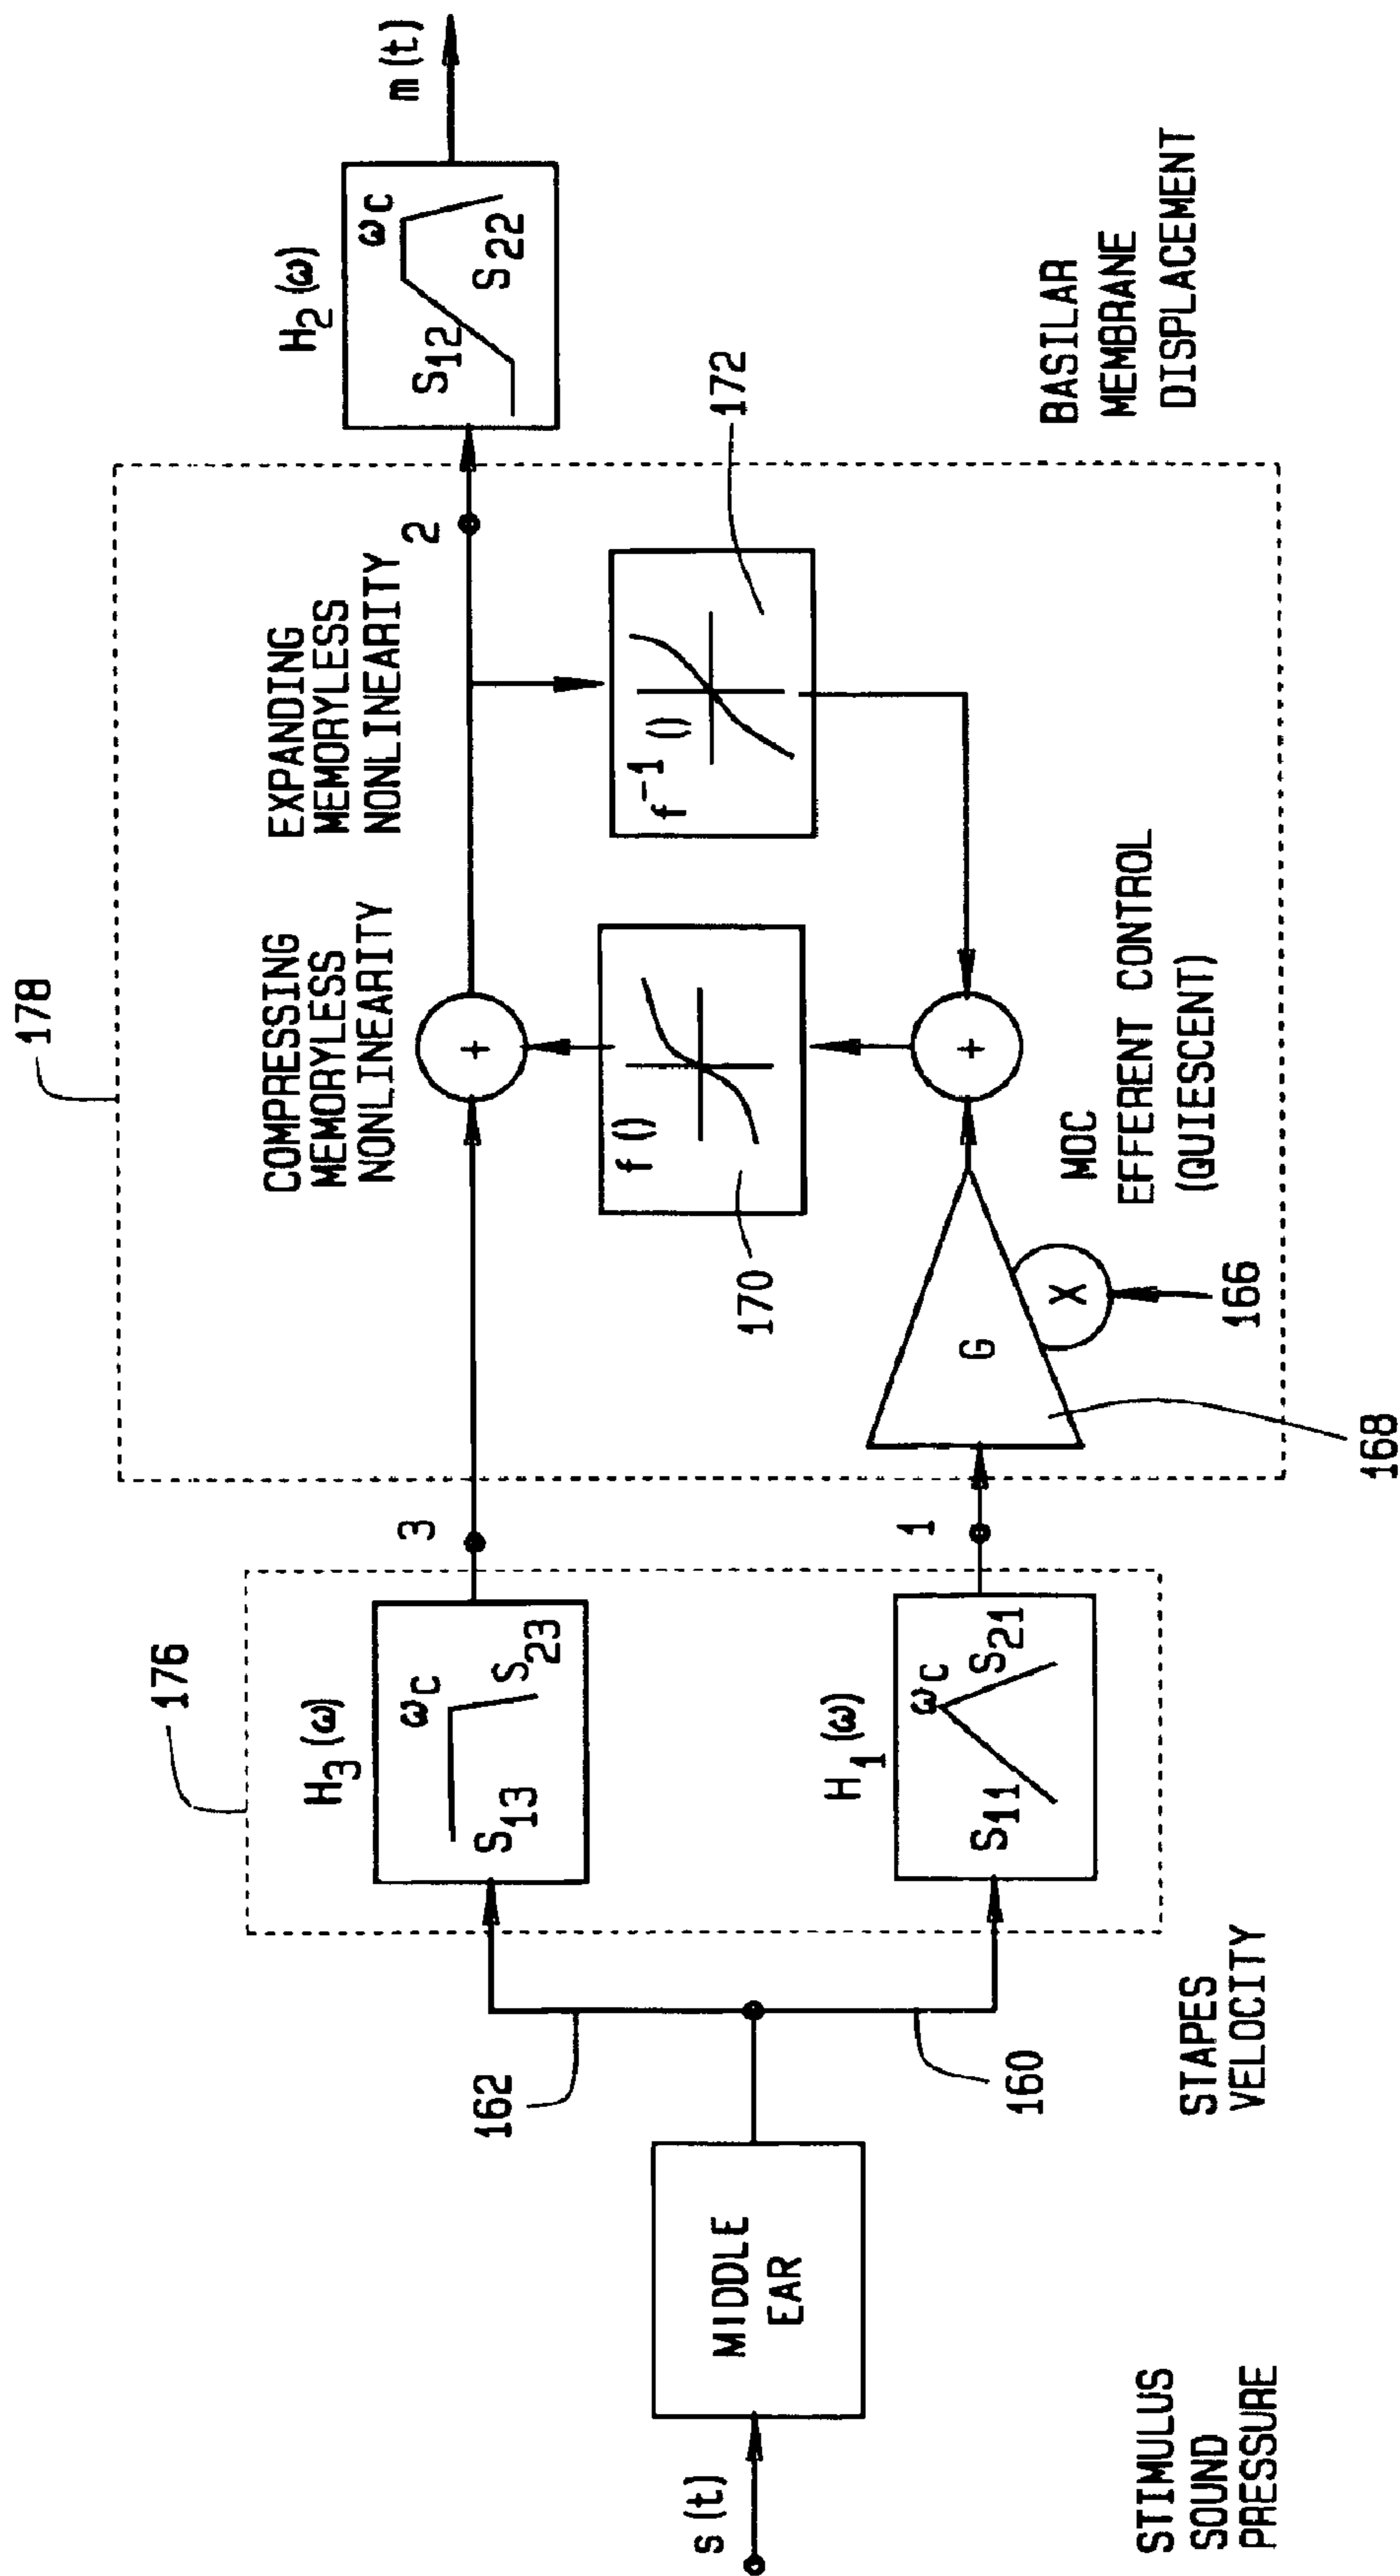 s(t)
STIMULUS
SOUND
PRESSURE
MIDDLE
EAR
162
160
STAPES
VELOCITY
176
H3(ω)
ωC
S13
S23
H1(ω)
ωC
S11
S21
3
1
178
G
168
X
166
MOC
EFFERENT CONTROL
(QUIESCENT)
COMPRESSING
MEMORYLESS
NONLINEARITY
+
f()
170
+
EXPANDING
MEMORYLESS
NONLINEARITY
f-1()
172
2
H2(ω)
ωC
S12
S22
m(t)
BASILAR
MEMBRANE
DISPLACEMENT